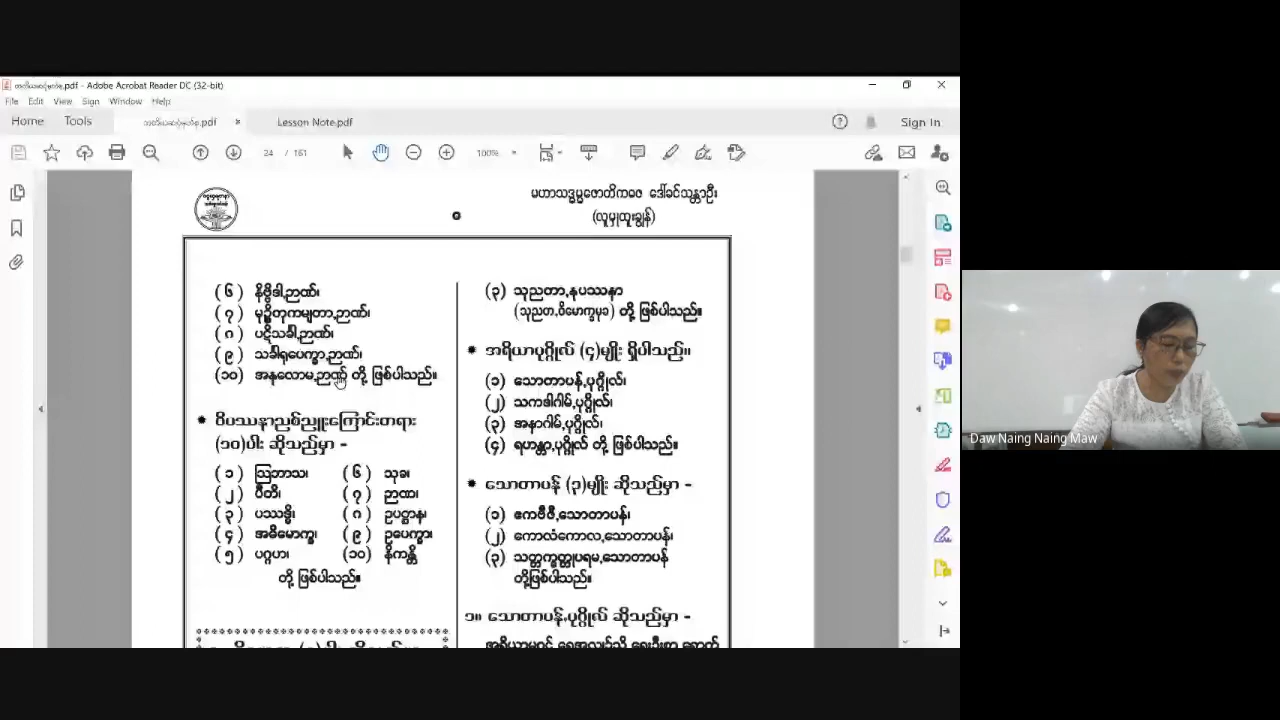 - Adobe Acrobat Reader DC (32-bit)
File Edit View Sign Window Help
Home Tools .pdf × Lesson Note.pdf Sign In
24 / 161 100%
မဟာသဒ္ဓမ္မဇောတိကဓဇ ဒေါ်ခင်သန္တာဦး
(လူမှုထူးချွန်)
(၆) နိဗ္ဗိဒါ,ဉာဏ်၊
(၇) မုဉ္စိတုကမျတာ,ဉာဏ်၊
(၈) ပဋိသင်္ခါ,ဉာဏ်၊
(၉) သင်္ခါရုပေက္ခာ,ဉာဏ်၊
(၁၀) အနုလောမ,ဉာဏ် တို့ ဖြစ်ပါသည်။
* ဝိပဿနာညစ်ညူးကြောင်းတရား
(၁၀)ပါး ဆိုသည်မှာ -
(၁) ဩဘာသ၊ (၆) သုခ၊
(၂) ပီတိ၊ (၇) ဉာဏ၊
(၃) ပဿဒ္ဓိ၊ (၈) ဥပဋ္ဌာန၊
(၄) အဓိမောက္ခ၊ (၉) ဥပေက္ခာ၊
(၅) ပဂ္ဂဟ၊ (၁၀) နိကန္တိ
တို့ ဖြစ်ပါသည်။
(၃) သုညတာ,နုပဿနာ
(သုညတ,ဝိမောက္ခမုခ) တို့ ဖြစ်ပါသည်။
* အရိယာပုဂ္ဂိုလ် (၄)မျိုး ရှိပါသည်။
(၁) သောတာပန်,ပုဂ္ဂိုလ်၊
(၂) သကဒါဂါမ်,ပုဂ္ဂိုလ်၊
(၃) အနာဂါမ်,ပုဂ္ဂိုလ်၊
(၄) ရဟန္တာ,ပုဂ္ဂိုလ် တို့ ဖြစ်ပါသည်။
* သောတာပန် (၃)မျိုး ဆိုသည်မှာ -
(၁) ဧကဗီဇီ,သောတာပန်၊
(၂) ကောလံကောလ,သောတာပန်၊
(၃) သတ္တက္ခတ္တုပရမ,သောတာပန်
တို့ဖြစ်ပါသည်။
၁။ သောတာပန်,ပုဂ္ဂိုလ် ဆိုသည်မှာ -
Daw Naing Naing Maw